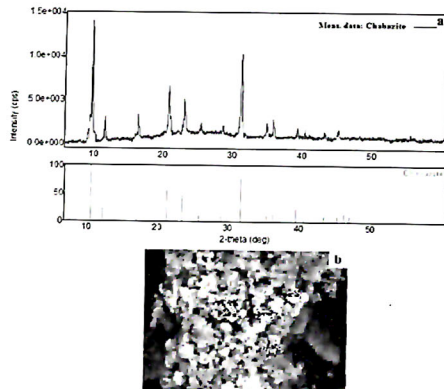 1.5e+004
Meas. data: Chabazite
a
1.0e+004
Intensity (cps)
5.0e+003
0.0e+000
10 20 30 40 50
100
50
0
10 20 30 40 50
2-theta (deg)
b